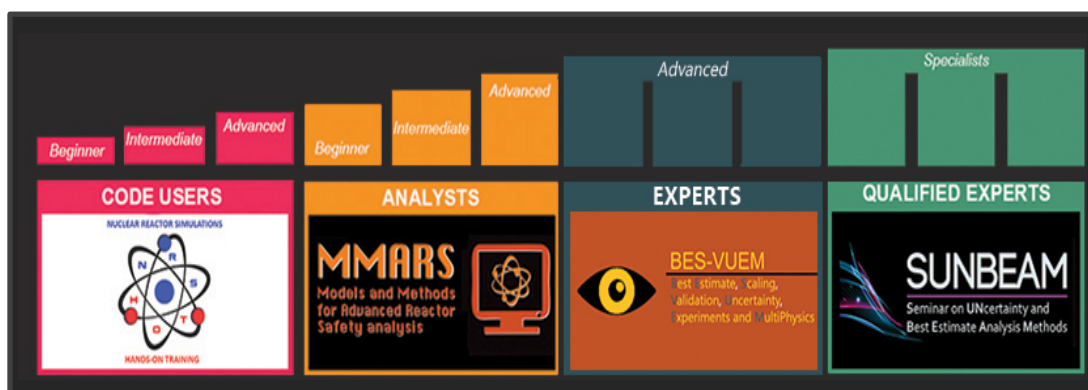 Beginner
Intermediate
Advanced
Beginner
Intermediate
Advanced
Advanced
Specialists
CODE USERS
NUCLEAR REACTOR SIMULATIONS
N
R
S
H
O
T
HANDS-ON TRAINING
ANALYSTS
MMARS
Models and Methods
for Advanced Reactor
Safety analysis
EXPERTS
BES-VUEM
Best Estimate, Scaling,
Validation, Uncertainty,
Experiments and MultiPhysics
QUALIFIED EXPERTS
SUNBEAM
Seminar on UNcertainty and
Best Estimate Analysis Methods